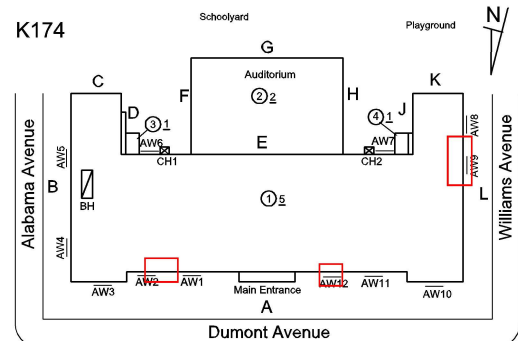 Schoolyard
Playground
N
K174
G
C
K
Auditorium
F
H
D
J
② 2
③ 1
④ 1
AW6
AW7
AW8
E
CH1
CH2
AW5
AW9
Alabama Avenue
B
BH
① 5
L
Williams Avenue
AW4
AW2
AW1
AW12
AW11
AW3
Main Entrance
AW10
A
Dumont Avenue